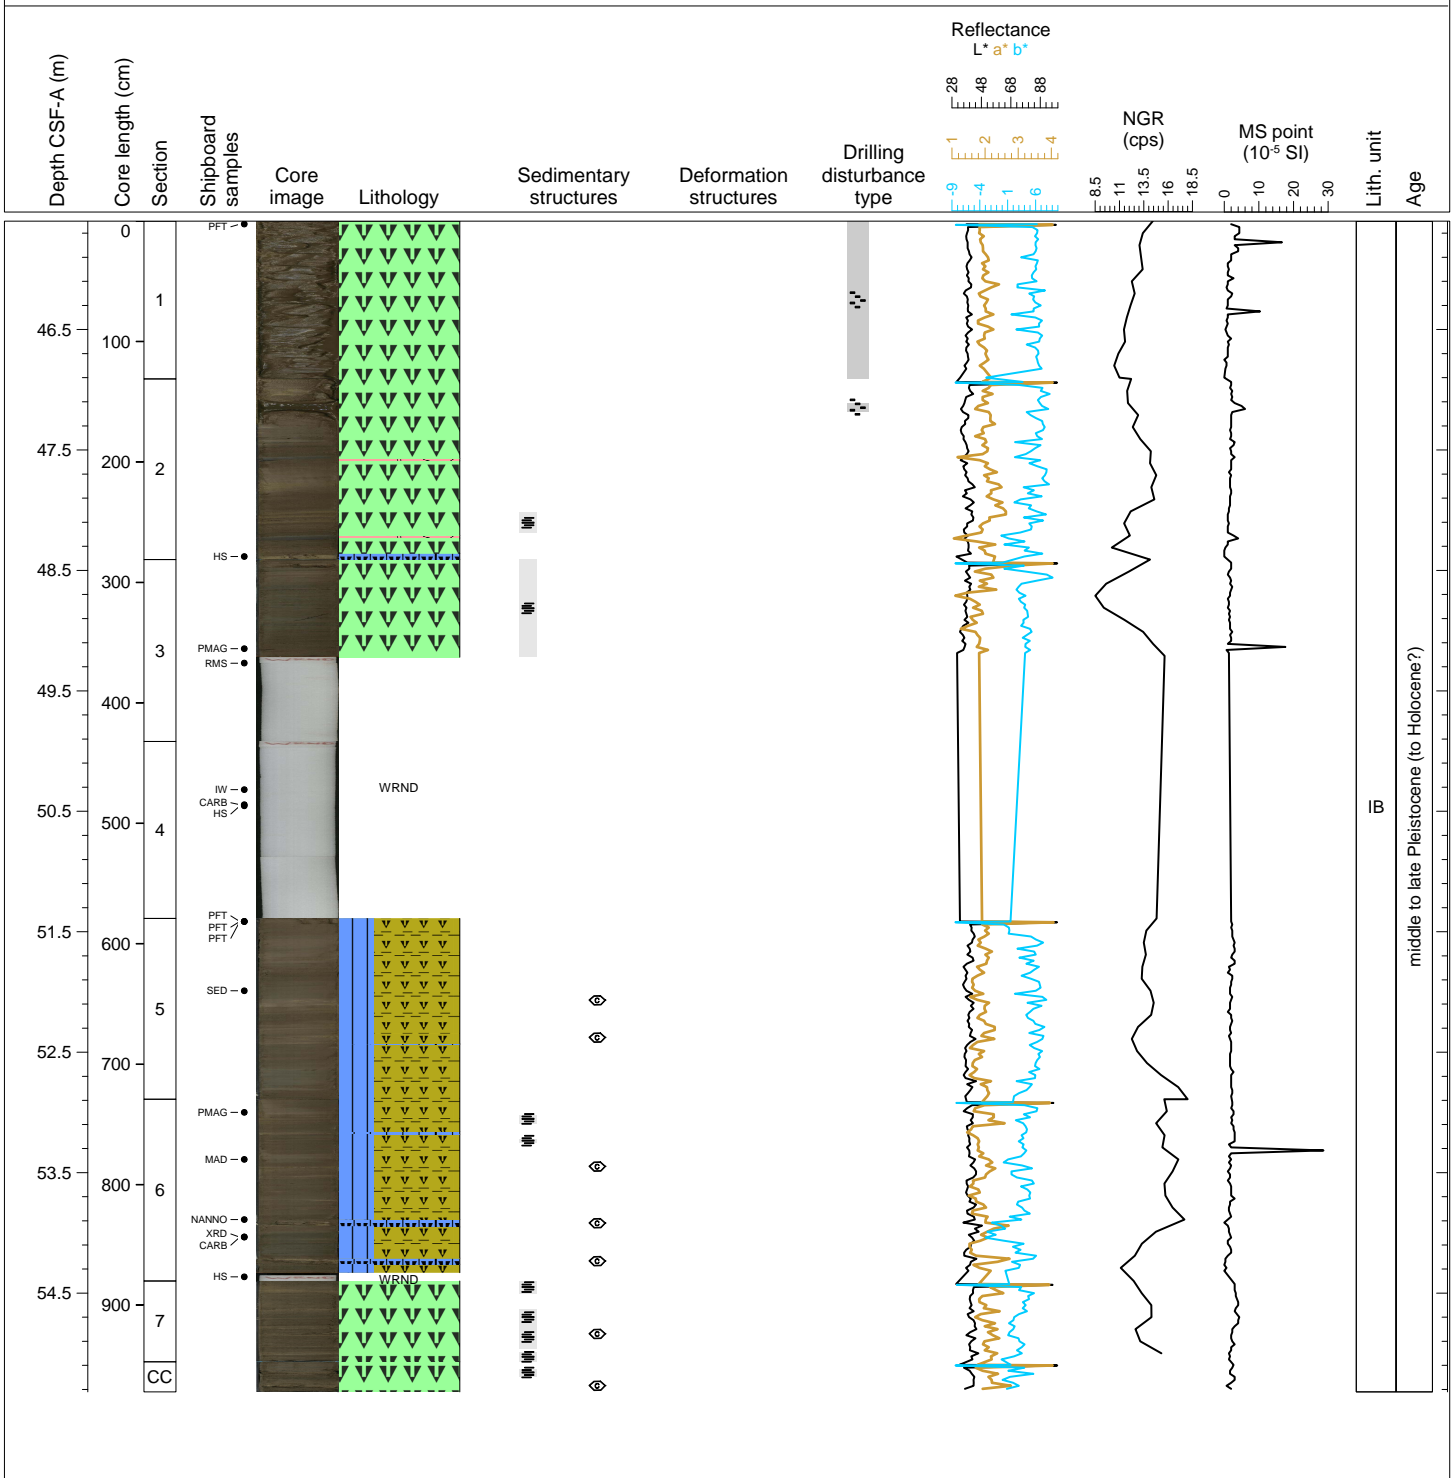 Depth CSF-A (m)
Core length (cm)
Section
Shipboard
samples
Core
image
Lithology
Sedimentary
structures
Deformation
structures
Drilling
disturbance
type
Reflectance
L* a* b*
28 48 68 88
1 2 3 4
-9 -4 1 6
NGR
(cps)
8.5 11 13.5 16 18.5
MS point
(10-5 SI)
0 10 20 30
Lith. unit
Age
0
PFT
1
46.5
100
47.5
200
2
HS
48.5
300
3
PMAG
RMS
49.5
400
IW
WRND
CARB
HS
50.5
500
4
IB
middle to late Pleistocene (to Holocene?)
PFT
PFT
PFT
51.5
600
SED
5
c
c
52.5
700
PMAG
MAD
c
53.5
800
6
NANNO
c
XRD
CARB
c
HS
WRND
54.5
900
7
c
CC
c